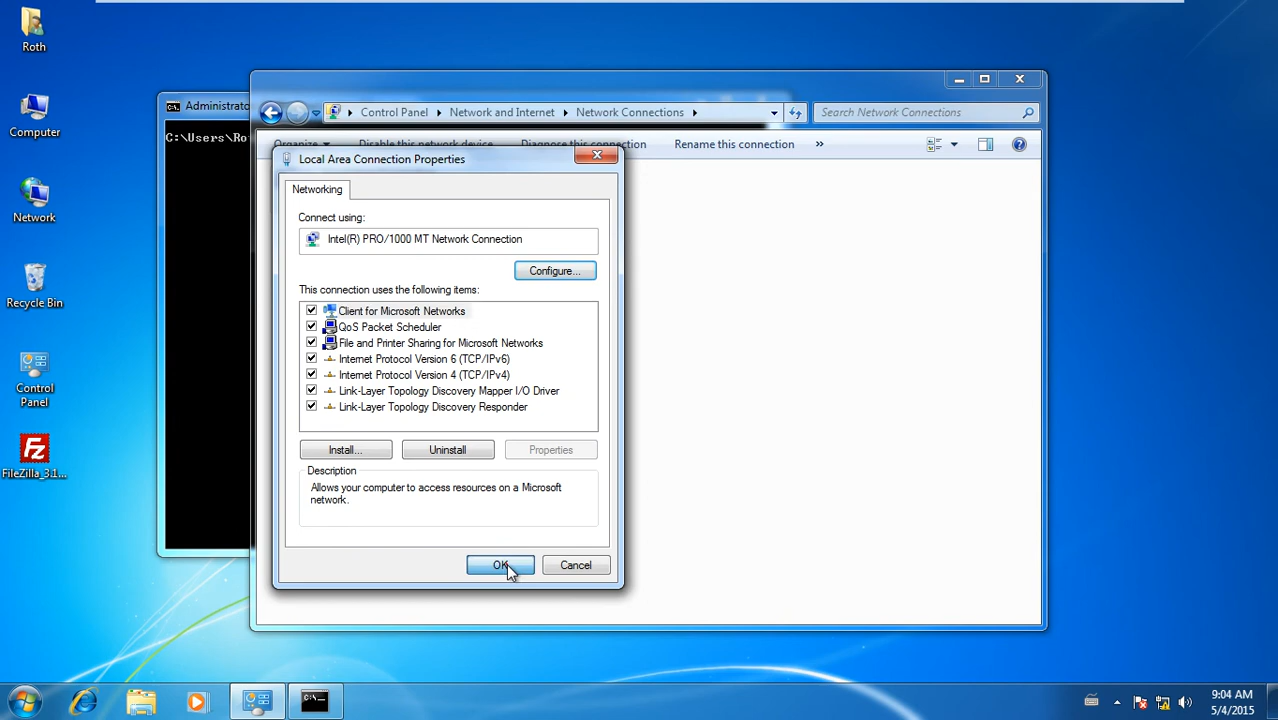 Roth
Computer
Network
Recycle Bin
Control
Panel
FileZilla_3.1...
Administrato
C:\Users\Ro
Control Panel
Network and Internet
Network Connections
Search Network Connections
Organize
Disable this network device
Diagnose this connection
Rename this connection
»
Local Area Connection Properties
Networking
Connect using:
Intel(R) PRO/1000 MT Network Connection
Configure...
This connection uses the following items:
Client for Microsoft Networks
QoS Packet Scheduler
File and Printer Sharing for Microsoft Networks
Internet Protocol Version 6 (TCP/IPv6)
Internet Protocol Version 4 (TCP/IPv4)
Link-Layer Topology Discovery Mapper I/O Driver
Link-Layer Topology Discovery Responder
Install...
Uninstall
Properties
Description
Allows your computer to access resources on a Microsoft
network.
OK
Cancel
9:04 AM
5/4/2015